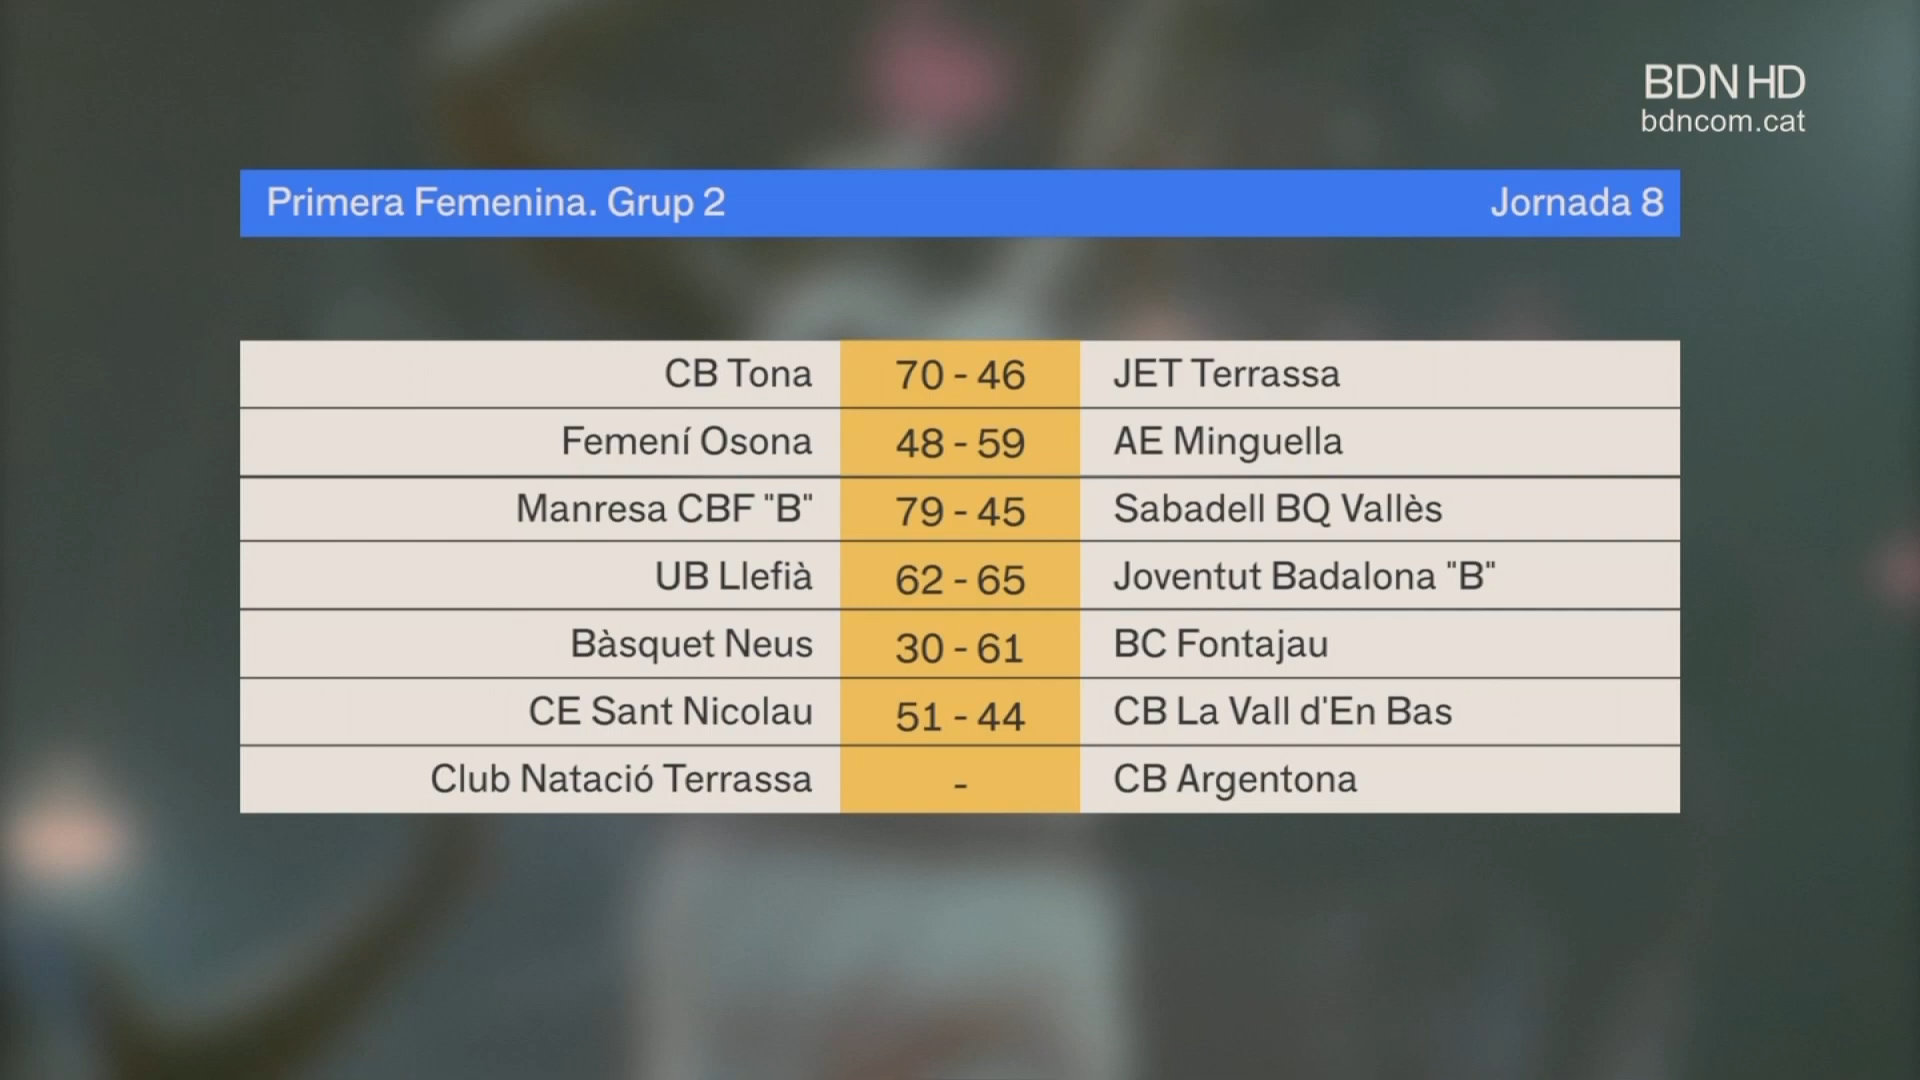 BDN HD
bdncom.cat
Primera Femenina. Grup 2 Jornada 8
CB Tona 70 - 46 JET Terrassa
Femení Osona 48 - 59 AE Minguella
Manresa CBF "B" 79 - 45 Sabadell BQ Vallès
UB Llefià 62 - 65 Joventut Badalona "B"
Bàsquet Neus 30 - 61 BC Fontajau
CE Sant Nicolau 51 - 44 CB La Vall d'En Bas
Club Natació Terrassa - CB Argentona